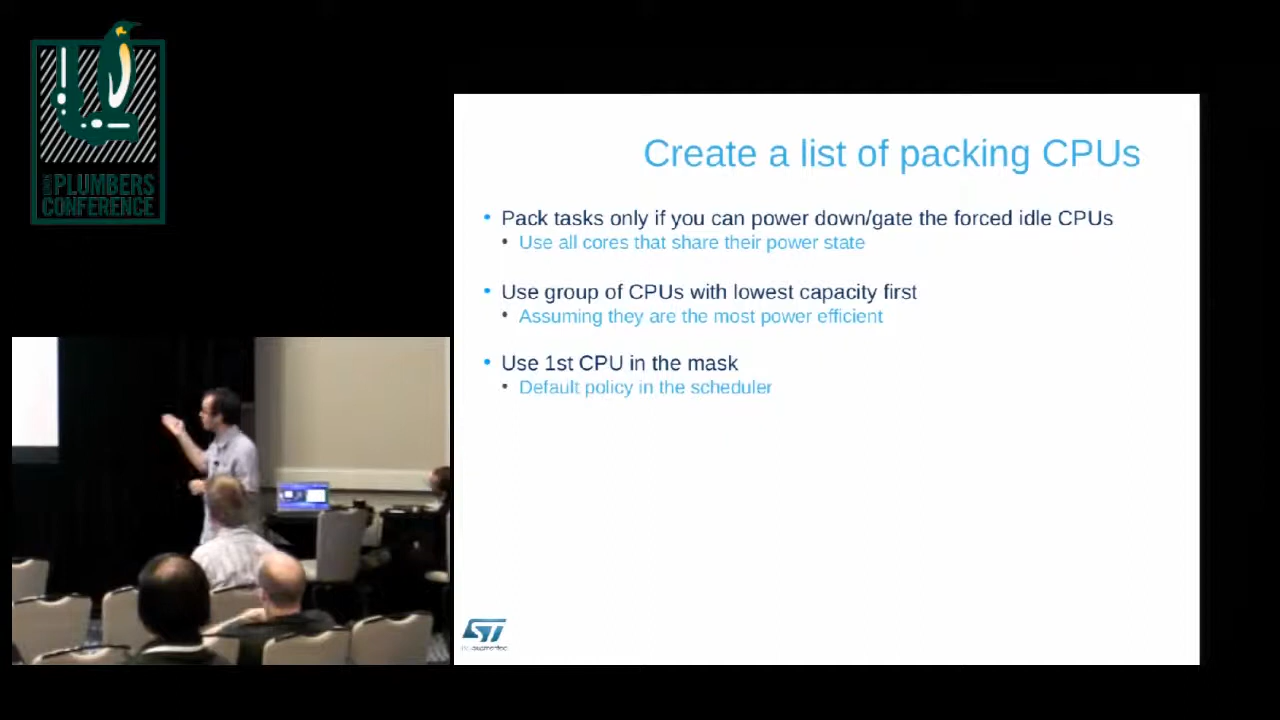 LINUX
PLUMBERS
CONFERENCE
Create a list of packing CPUs
Pack tasks only if you can power down/gate the forced idle CPUs
Use all cores that share their power state
Use group of CPUs with lowest capacity first
Assuming they are the most power efficient
Use 1st CPU in the mask
Default policy in the scheduler
ST